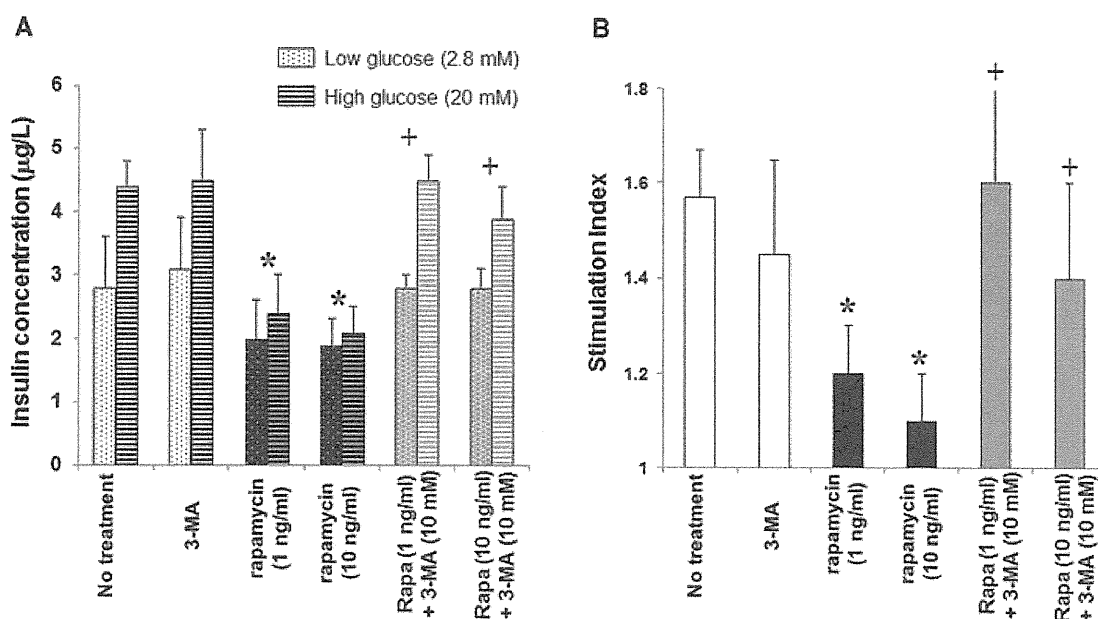 A
Low glucose (2.8 mM)
High glucose (20 mM)
Insulin concentration (µg/L)
6
5
4
3
2
1
0
*
*
+
+
No treatment
3-MA
rapamycin
(1 ng/ml)
rapamycin
(10 ng/ml)
Rapa (1 ng/ml)
+ 3-MA (10 mM)
Rapa (10 ng/ml)
+ 3-MA (10 mM)
B
Stimulation Index
1.8
1.6
1.4
1.2
1
*
*
+
+
No treatment
3-MA
rapamycin
(1 ng/ml)
rapamycin
(10 ng/ml)
Rapa (1 ng/ml)
+ 3-MA (10 mM)
Rapa (10 ng/ml)
+ 3-MA (10 mM)